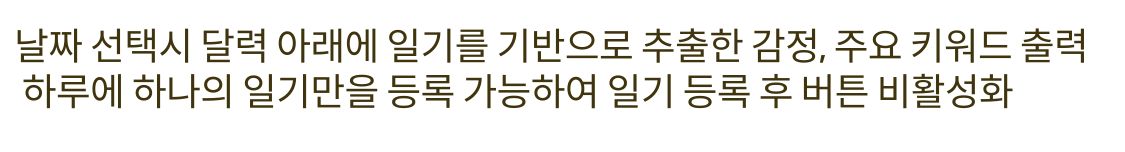 날짜 선택시 달력 아래에 일기를 기반으로 추출한 감정, 주요 키워드 출력
하루에 하나의 일기만을 등록 가능하여 일기 등록 후 버튼 비활성화